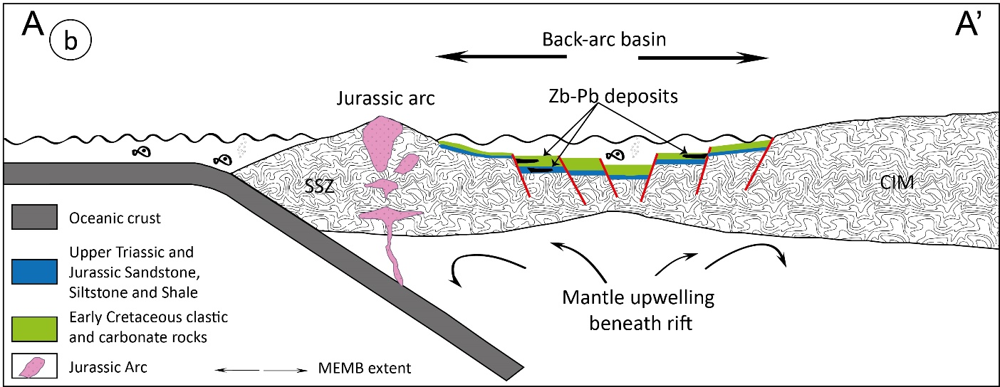 A
b
A'
Back-arc basin
Jurassic arc
Zb-Pb deposits
SSZ
CIM
Oceanic crust
Upper Triassic and
Jurassic Sandstone,
Siltstone and Shale
Early Cretaceous clastic
and carbonate rocks
Jurassic Arc
MEMB extent
Mantle upwelling
beneath rift